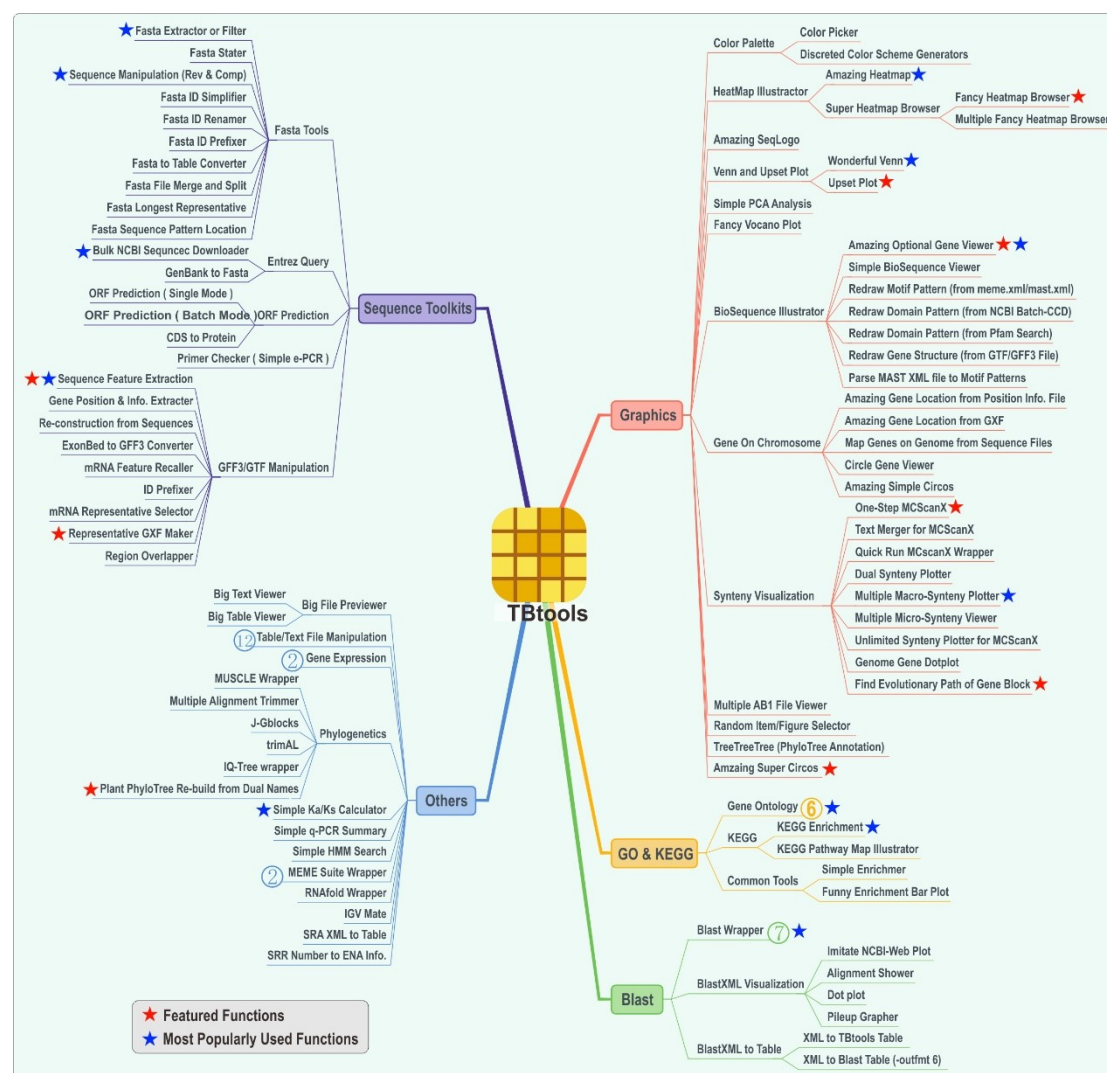 Fasta Extractor or Filter
Fasta Stater
Sequence Manipulation (Rev & Comp)
Fasta ID Simplifier
Fasta ID Renamer
Fasta ID Prefixer
Fasta to Table Converter
Fasta File Merge and Split
Fasta Longest Representative
Fasta Sequence Pattern Location
Fasta Tools
Bulk NCBI Sequncec Downloader
GenBank to Fasta
Entrez Query
ORF Prediction ( Single Mode )
ORF Prediction ( Batch Mode )
CDS to Protein
ORF Prediction
Primer Checker ( Simple e-PCR )
Sequence Feature Extraction
Gene Position & Info. Extracter
Re-construction from Sequences
ExonBed to GFF3 Converter
mRNA Feature Recaller
ID Prefixer
mRNA Representative Selector
Representative GXF Maker
Region Overlapper
GFF3/GTF Manipulation
Sequence Toolkits
Color Palette
Color Picker
Discreted Color Scheme Generators
HeatMap Illustractor
Amazing Heatmap
Super Heatmap Browser
Fancy Heatmap Browser
Multiple Fancy Heatmap Browser
Amazing SeqLogo
Venn and Upset Plot
Wonderful Venn
Upset Plot
Simple PCA Analysis
Fancy Vocano Plot
BioSequence Illustrator
Amazing Optional Gene Viewer
Simple BioSequence Viewer
Redraw Motif Pattern (from meme.xml/mast.xml)
Redraw Domain Pattern (from NCBI Batch-CCD)
Redraw Domain Pattern (from Pfam Search)
Redraw Gene Structure (from GTF/GFF3 File)
Parse MAST XML file to Motif Patterns
Graphics
Gene On Chromosome
Amazing Gene Location from Position Info. File
Amazing Gene Location from GXF
Map Genes on Genome from Sequence Files
Circle Gene Viewer
Amazing Simple Circos
Synteny Visualization
One-Step MCScanX
Text Merger for MCScanX
Quick Run MCscanX Wrapper
Dual Synteny Plotter
Multiple Macro-Synteny Plotter
Multiple Micro-Synteny Viewer
Unlimited Synteny Plotter for MCScanX
Genome Gene Dotplot
Find Evolutionary Path of Gene Block
Multiple AB1 File Viewer
Random Item/Figure Selector
TreeTreeTree (PhyloTree Annotation)
Amzaing Super Circos
TBtools
Big Text Viewer
Big Table Viewer
Big File Previewer
12 Table/Text File Manipulation
2 Gene Expression
MUSCLE Wrapper
Multiple Alignment Trimmer
J-Gblocks
trimAL
IQ-Tree wrapper
Plant PhyloTree Re-build from Dual Names
Phylogenetics
Simple Ka/Ks Calculator
Simple q-PCR Summary
Simple HMM Search
2 MEME Suite Wrapper
RNAfold Wrapper
IGV Mate
SRA XML to Table
SRR Number to ENA Info.
Others
GO & KEGG
Gene Ontology 6
KEGG
KEGG Enrichment
KEGG Pathway Map Illustrator
Common Tools
Simple Enrichmer
Funny Enrichment Bar Plot
Blast
Blast Wrapper 7
BlastXML Visualization
Imitate NCBI-Web Plot
Alignment Shower
Dot plot
Pileup Grapher
BlastXML to Table
XML to TBtools Table
XML to Blast Table (-outfmt 6)
Featured Functions
Most Popularly Used Functions